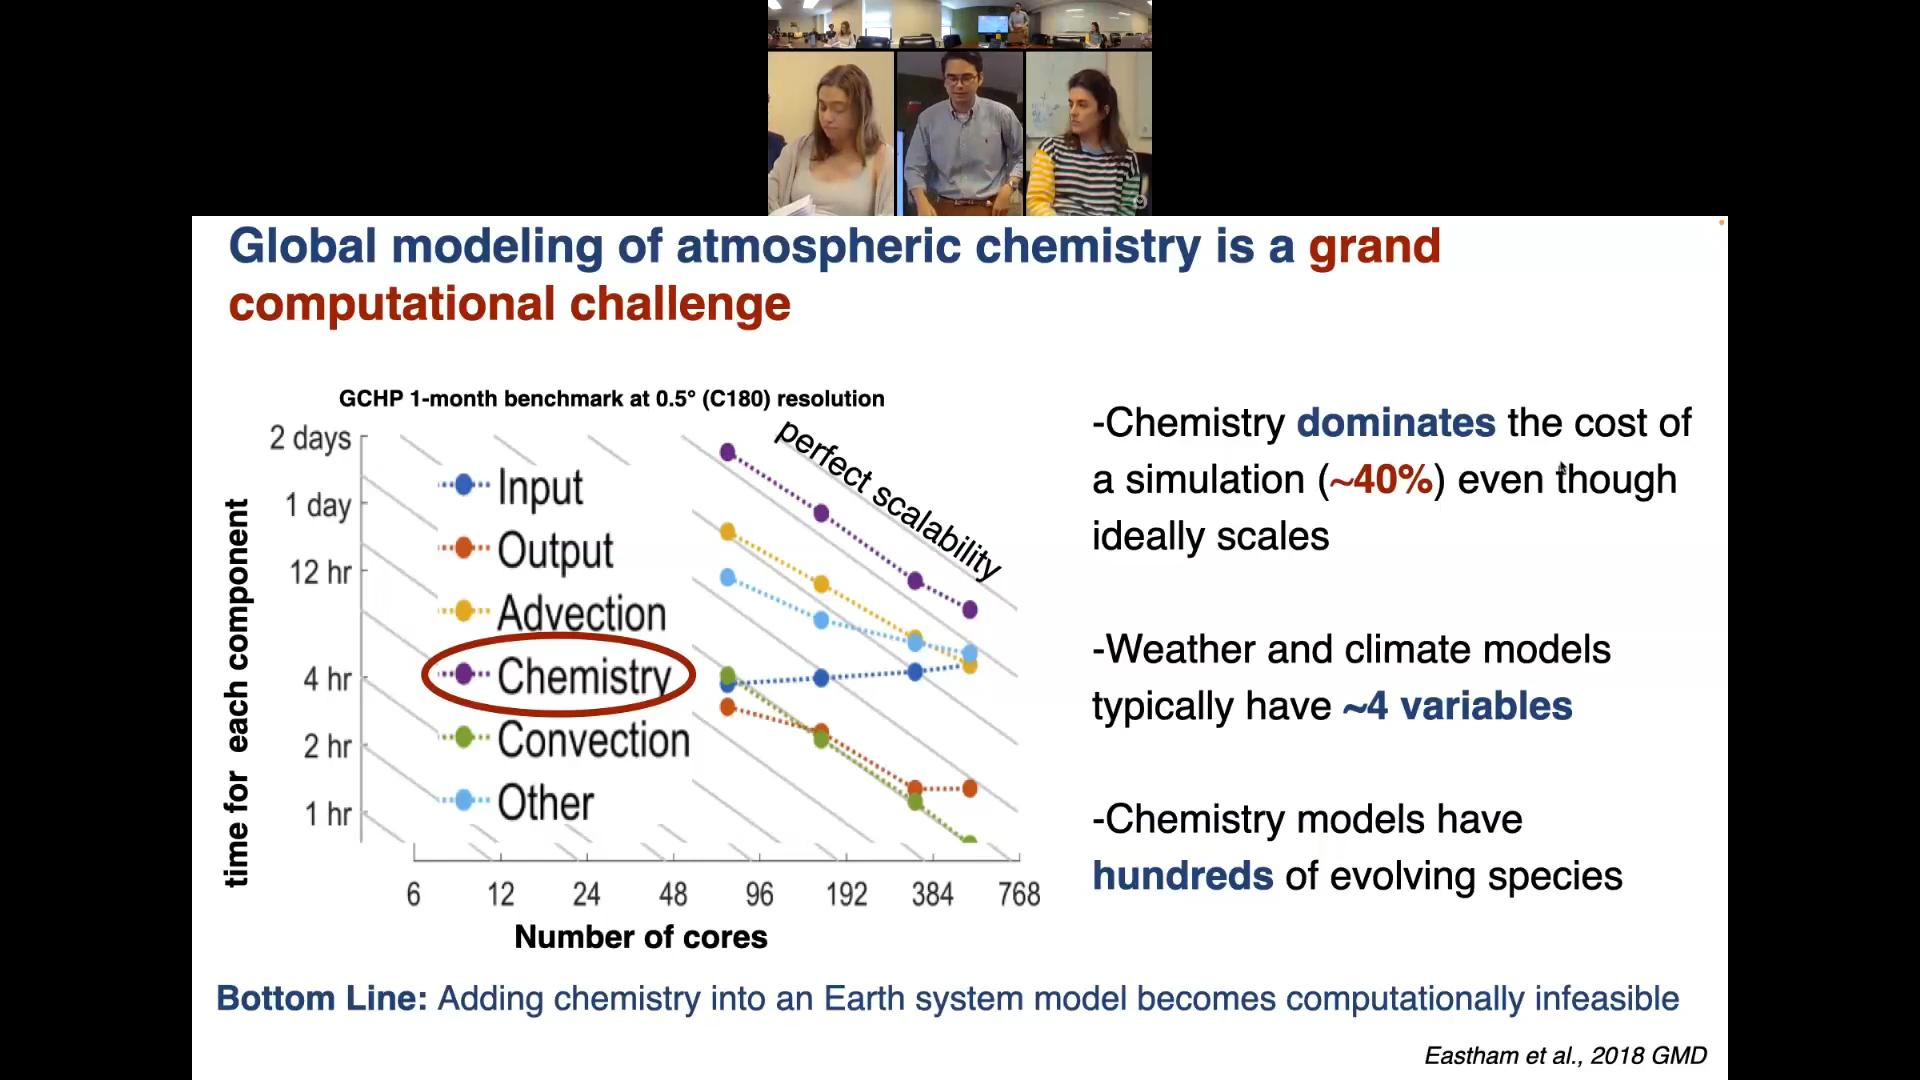 Global modeling of atmospheric chemistry is a grand
computational challenge
GCHP 1-month benchmark at 0.5° (C180) resolution
2 days
1 day
12 hr
4 hr
2 hr
1 hr
time for each component
Input
Output
Advection
Chemistry
Convection
Other
perfect scalability
6 12 24 48 96 192 384 768
Number of cores
-Chemistry dominates the cost of
a simulation (~40%) even though
ideally scales
-Weather and climate models
typically have ~4 variables
-Chemistry models have
hundreds of evolving species
Bottom Line: Adding chemistry into an Earth system model becomes computationally infeasible
Eastham et al., 2018 GMD